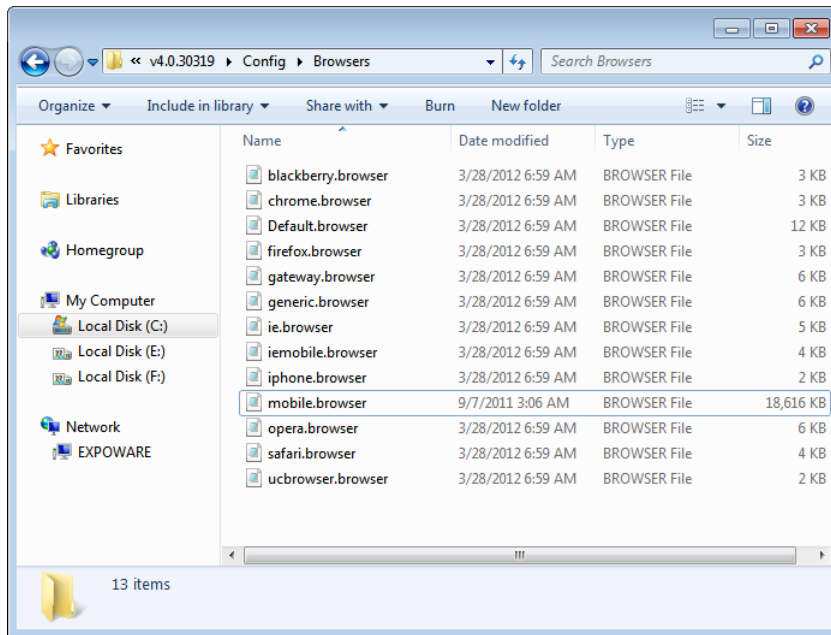 « v4.0.30319 Config Browsers Search Browsers
Organize Include in library Share with Burn New folder
Name Date modified Type Size
Favorites
Libraries
Homegroup
My Computer
Local Disk (C:)
Local Disk (E:)
Local Disk (F:)
Network
EXPOWARE
blackberry.browser 3/28/2012 6:59 AM BROWSER File 3 KB
chrome.browser 3/28/2012 6:59 AM BROWSER File 3 KB
Default.browser 3/28/2012 6:59 AM BROWSER File 12 KB
firefox.browser 3/28/2012 6:59 AM BROWSER File 3 KB
gateway.browser 3/28/2012 6:59 AM BROWSER File 6 KB
generic.browser 3/28/2012 6:59 AM BROWSER File 6 KB
ie.browser 3/28/2012 6:59 AM BROWSER File 5 KB
iemobile.browser 3/28/2012 6:59 AM BROWSER File 4 KB
iphone.browser 3/28/2012 6:59 AM BROWSER File 2 KB
mobile.browser 9/7/2011 3:06 AM BROWSER File 18,616 KB
opera.browser 3/28/2012 6:59 AM BROWSER File 6 KB
safari.browser 3/28/2012 6:59 AM BROWSER File 4 KB
ucbrowser.browser 3/28/2012 6:59 AM BROWSER File 2 KB
13 items